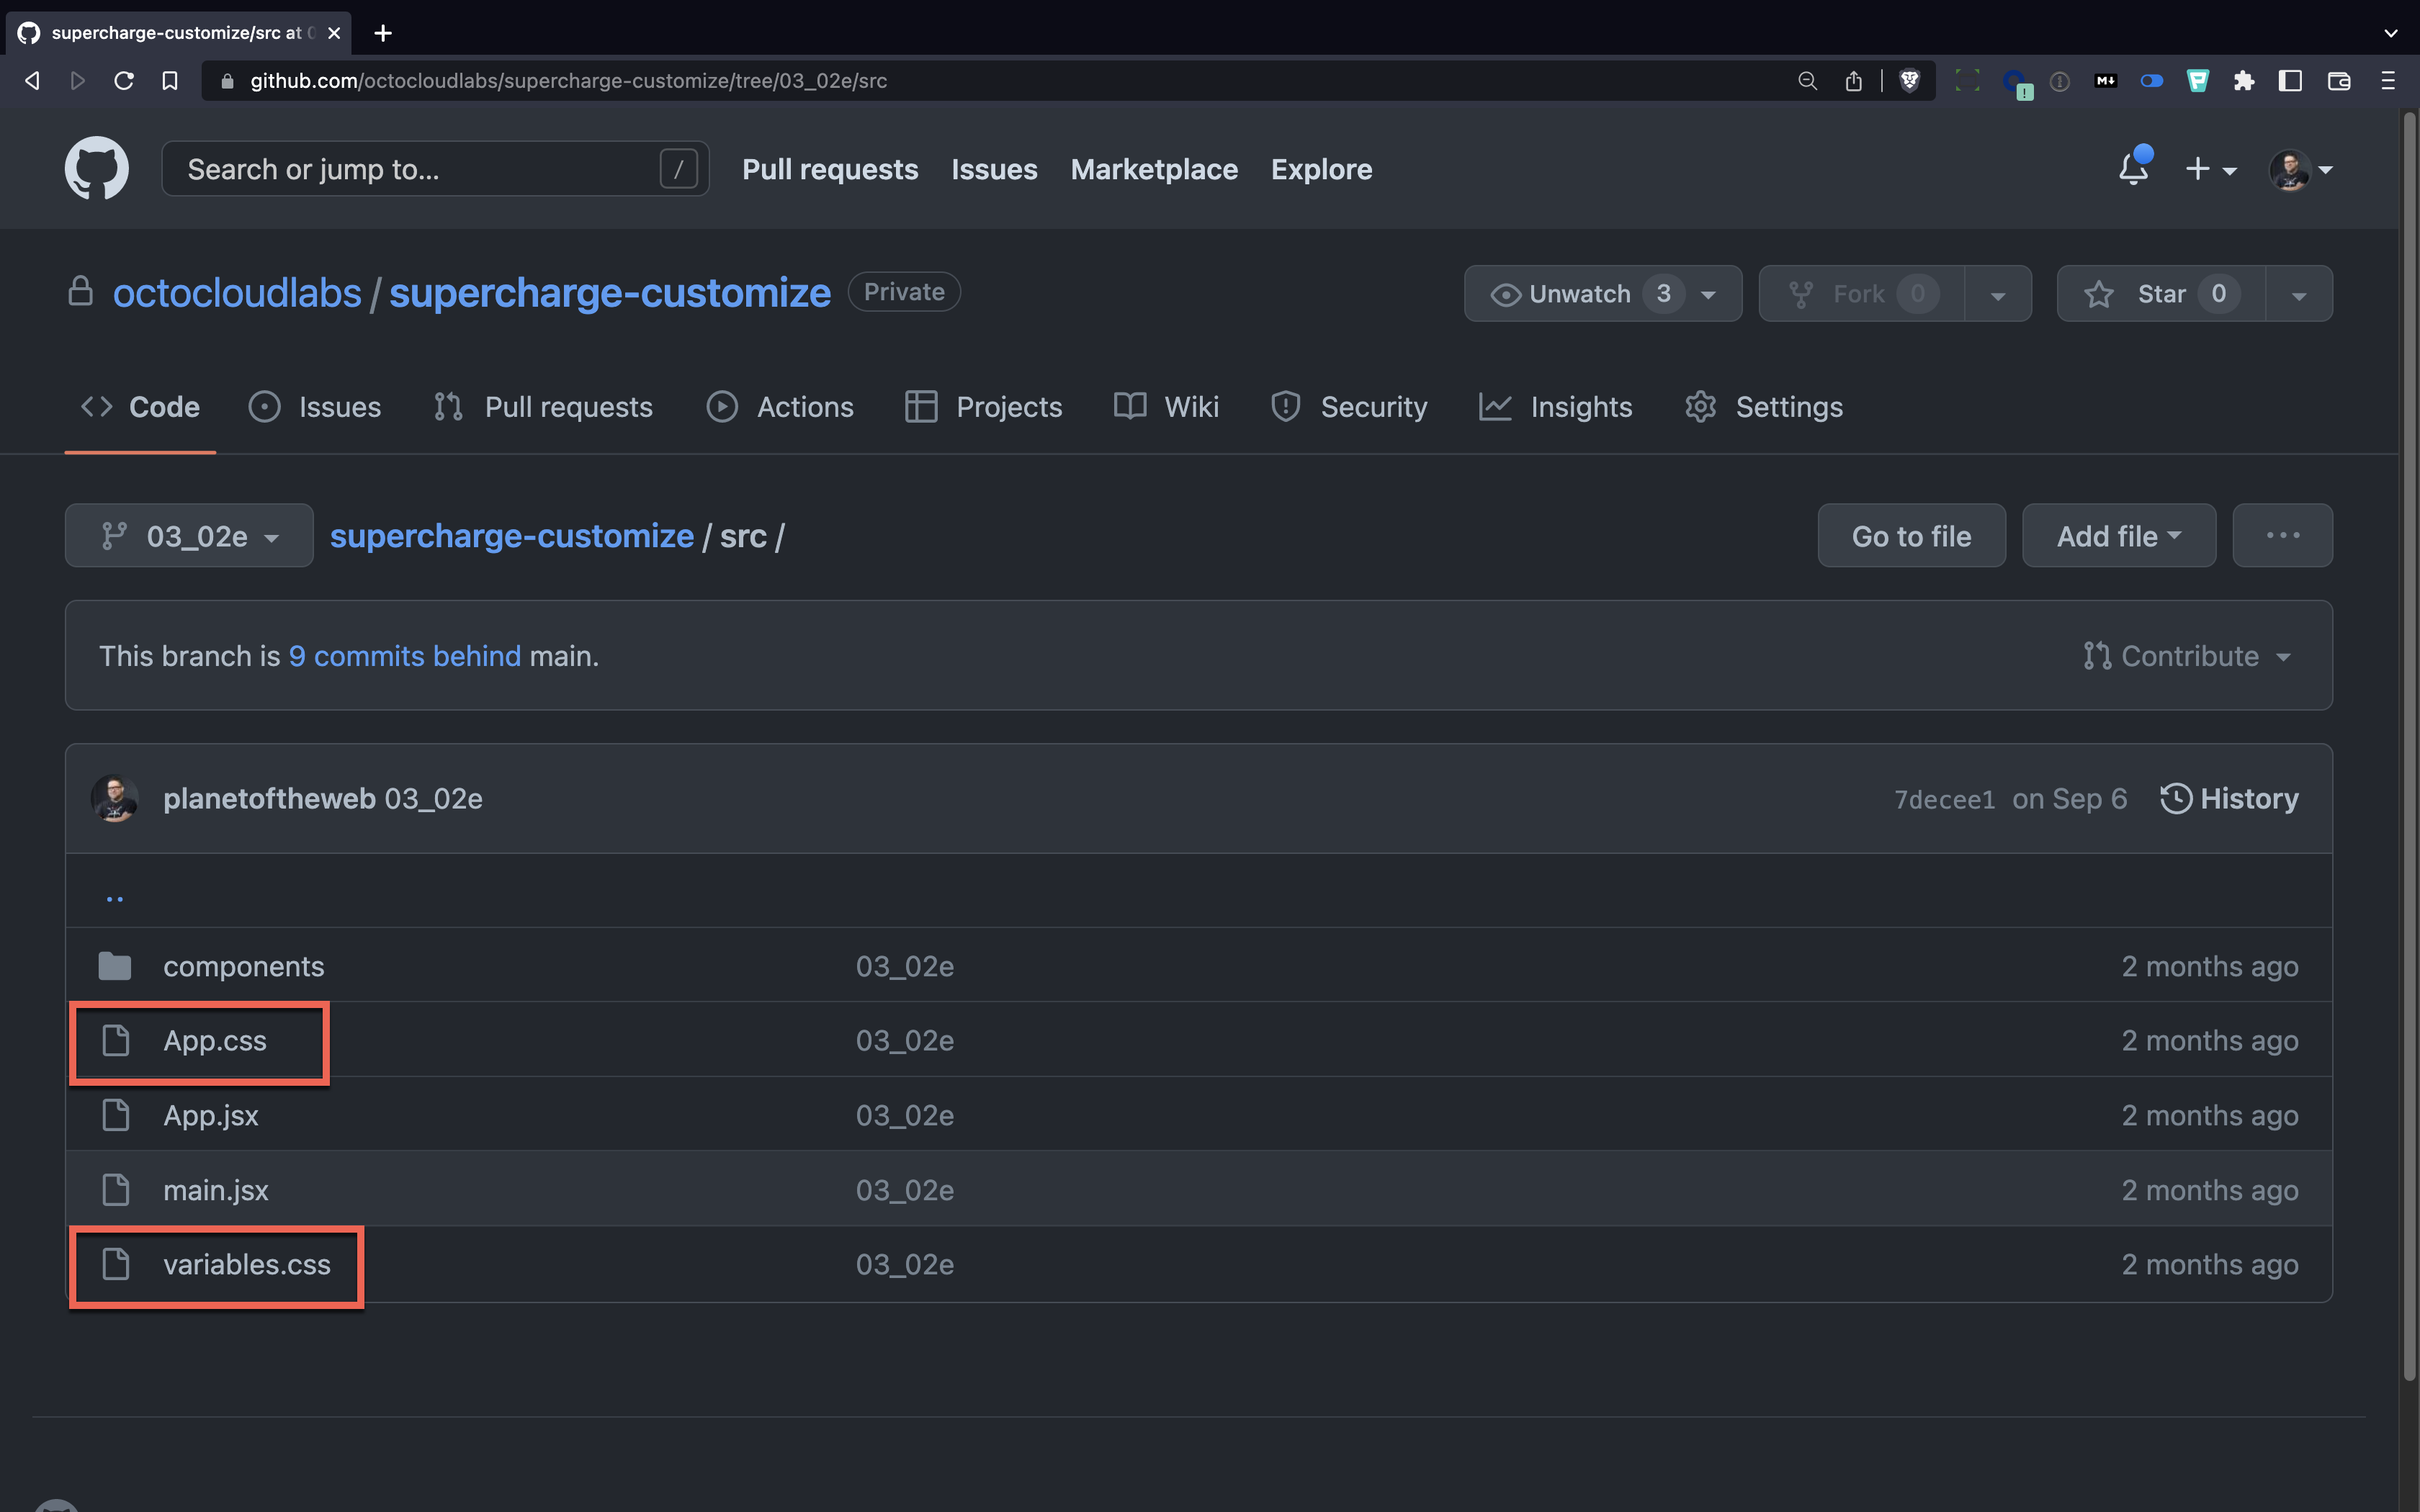 supercharge-customize/src at 0
github.com/octocloudlabs/supercharge-customize/tree/03_02e/src
M↓
!
Search or jump to... /
Pull requests Issues Marketplace Explore
octocloudlabs / supercharge-customize Private
Unwatch 3 Fork 0 Star 0
Code Issues Pull requests Actions Projects Wiki Security Insights Settings
03_02e supercharge-customize / src / Go to file Add file ...
This branch is 9 commits behind main. Contribute
planetoftheweb 03_02e 7decee1 on Sep 6 History
..
components 03_02e 2 months ago
App.css 03_02e 2 months ago
App.jsx 03_02e 2 months ago
main.jsx 03_02e 2 months ago
variables.css 03_02e 2 months ago